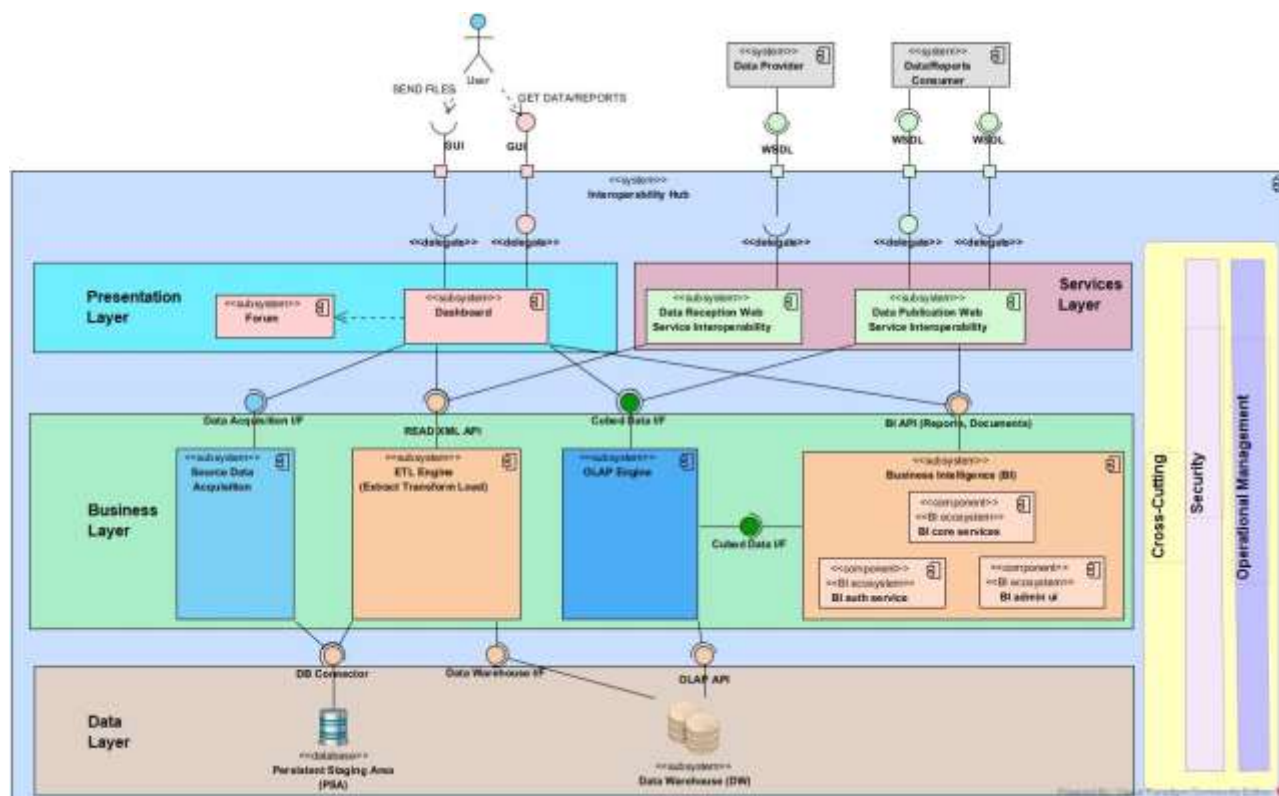 User
SEND FILES
GET DATA/REPORTS
GUI
GUI
<<system>>
Data Provider
WSDL
<<system>>
Data/Reports
Consumer
WSDL
WSDL
<<system>>
Interoperability Hub
<<delegate>>
<<delegate>>
<<delegate>>
<<delegate>>
<<delegate>>
Presentation
Layer
<<subsystem>>
Forum
<<subsystem>>
Dashboard
<<subsystem>>
Data Reception Web
Service Interoperability
<<subsystem>>
Data Publication Web
Service Interoperability
Services
Layer
Data Acquisition I/F
READ XML API
Cubed Data I/F
BI API (Reports, Documents)
Business
Layer
<<subsystem>>
Source Data
Acquisition
<<subsystem>>
ETL Engine
(Extract Transform Load)
<<subsystem>>
OLAP Engine
Cubed Data I/F
<<subsystem>>
Business Intelligence (BI)
<<component>>
<<BI ecosystem>>
BI core services
<<component>>
<<BI ecosystem>>
BI auth service
<<component>>
<<BI ecosystem>>
BI admin ui
DB Connector
Data Warehouse I/F
OLAP API
Data
Layer
<<database>>
Persistent Staging Area
(PSA)
<<subsystem>>
Data Warehouse (DW)
Cross-Cutting
Security
Operational Management